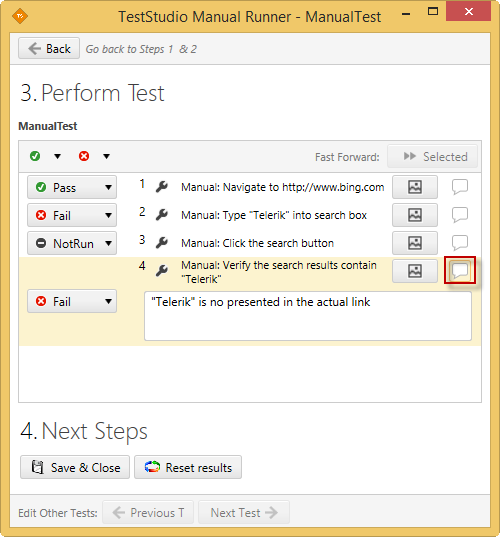 TS
TestStudio Manual Runner - ManualTest
Back Go back to Steps 1 & 2
3. Perform Test
ManualTest
Fast Forward: Selected
Pass 1 Manual: Navigate to http://www.bing.com
Fail 2 Manual: Type "Telerik" into search box
NotRun 3 Manual: Click the search button
4 Manual: Verify the search results contain
"Telerik"
Fail "Telerik" is no presented in the actual link
4. Next Steps
Save & Close Reset results
Edit Other Tests: Previous T Next Test